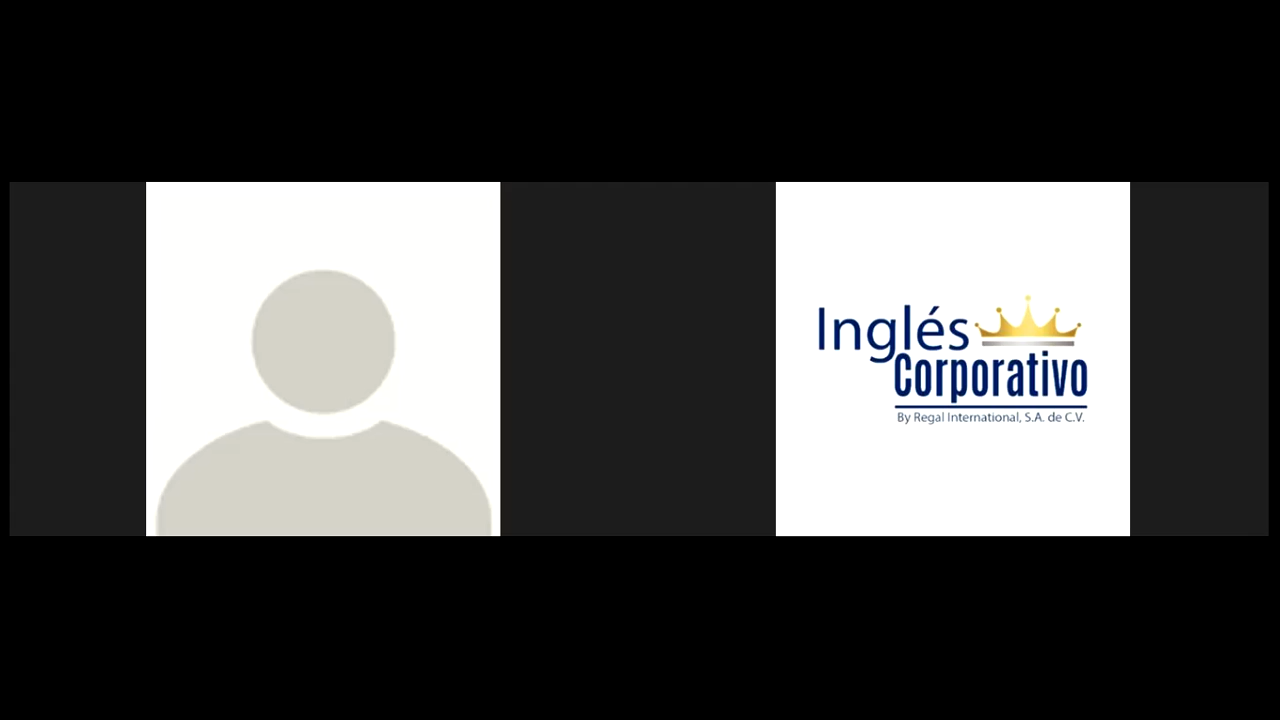 Inglés
Corporativo
By Regal International, S.A. de C.V.